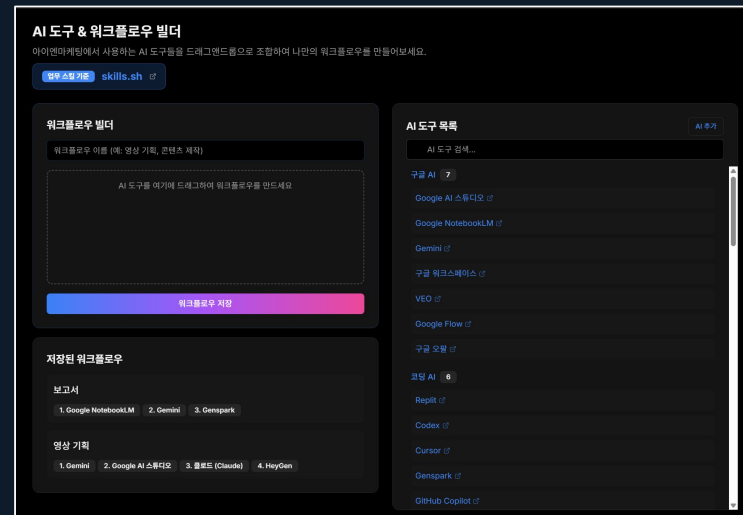 AI 도구 & 워크플로우 빌더
아이엔마케팅에서 사용하는 AI 도구들을 드래그앤드롭으로 조합하여 나만의 워크플로우를 만들어보세요.
업무 스킬 기준 skills.sh
워크플로우 빌더
워크플로우 이름 (예: 영상 기획, 콘텐츠 제작)
AI 도구를 여기에 드래그하여 워크플로우를 만드세요
워크플로우 저장
저장된 워크플로우
보고서
1. Google NotebookLM 2. Gemini 3. Genspark
영상 기획
1. Gemini 2. Google AI 스튜디오 3. 클로드 (Claude) 4. HeyGen
AI 도구 목록
AI 추가
AI 도구 검색...
구글 AI 7
Google AI 스튜디오
Google NotebookLM
Gemini
구글 워크스페이스
VEO
Google Flow
구글 오팔
코딩 AI 6
Replit
Codex
Cursor
Genspark
GitHub Copilot